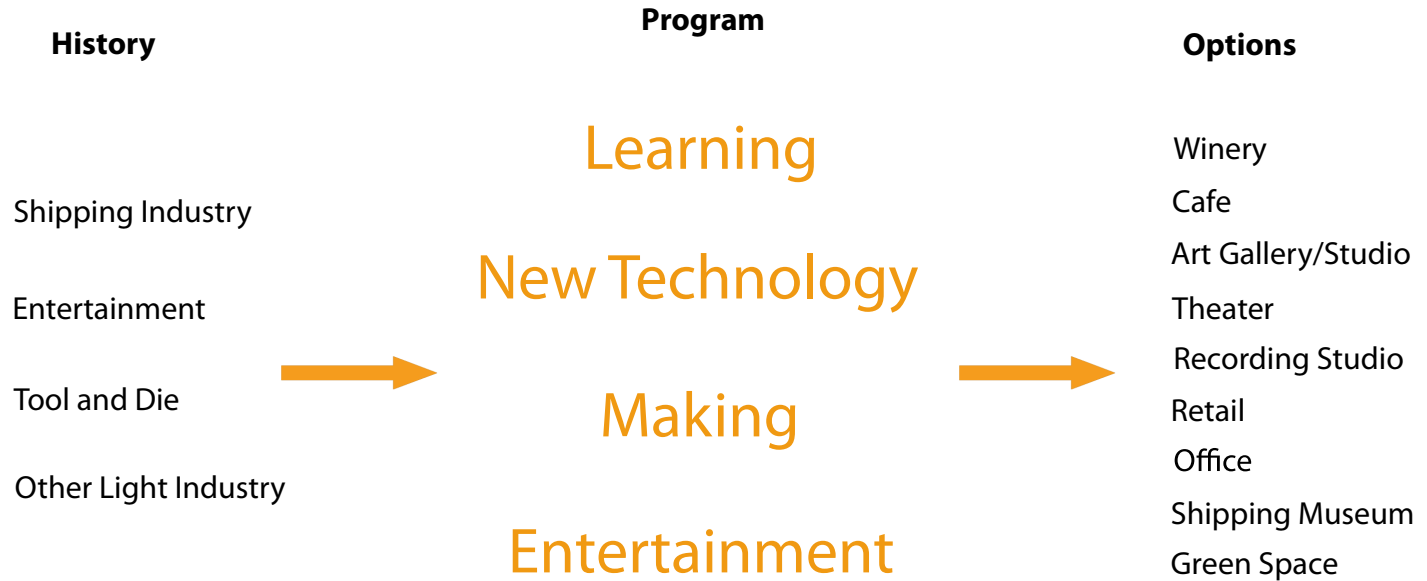 History
Shipping Industry
Entertainment
Tool and Die
Other Light Industry
Program
Learning
New Technology
Making
Entertainment
Options
Winery
Cafe
Art Gallery/Studio
Theater
Recording Studio
Retail
Office
Shipping Museum
Green Space